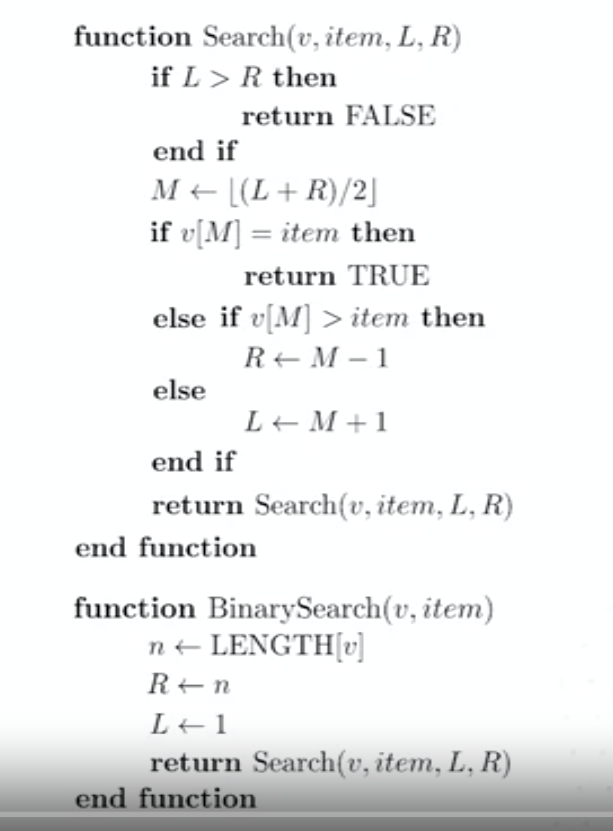 function Search(v, item, L, R)
if L > R then
return FALSE
end if
M ← ⌊(L + R)/2⌋
if v[M] = item then
return TRUE
else if v[M] > item then
R ← M − 1
else
L ← M + 1
end if
return Search(v, item, L, R)
end function
function BinarySearch(v, item)
n ← LENGTH[v]
R ← n
L ← 1
return Search(v, item, L, R)
end function